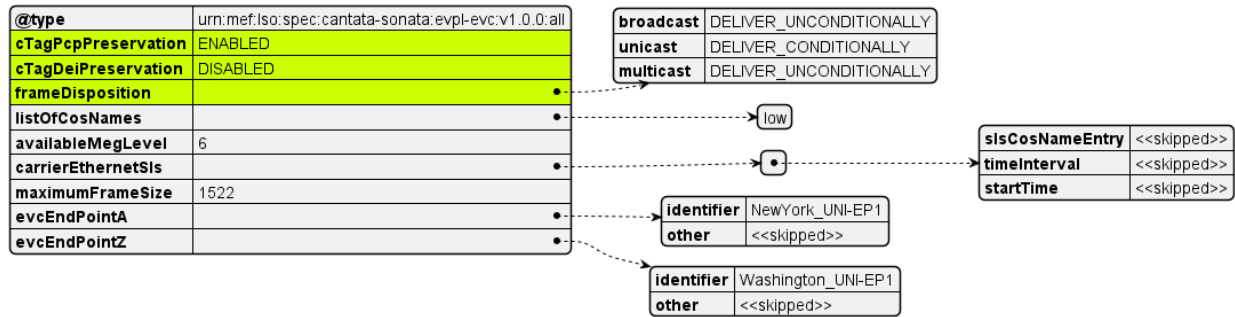 @type urn:mef:lso:spec:cantata-sonata:evpl-evc:v1.0.0:all
cTagPcpPreservation ENABLED
cTagDeiPreservation DISABLED
frameDisposition
listOfCosNames
availableMegLevel 6
carrierEthernetSls
maximumFrameSize 1522
evcEndPointA
evcEndPointZ
broadcast DELIVER_UNCONDITIONALLY
unicast DELIVER_CONDITIONALLY
multicast DELIVER_UNCONDITIONALLY
low
slsCosNameEntry <<skipped>>
timeInterval <<skipped>>
startTime <<skipped>>
identifier NewYork_UNI-EP1
other <<skipped>>
identifier Washington_UNI-EP1
other <<skipped>>